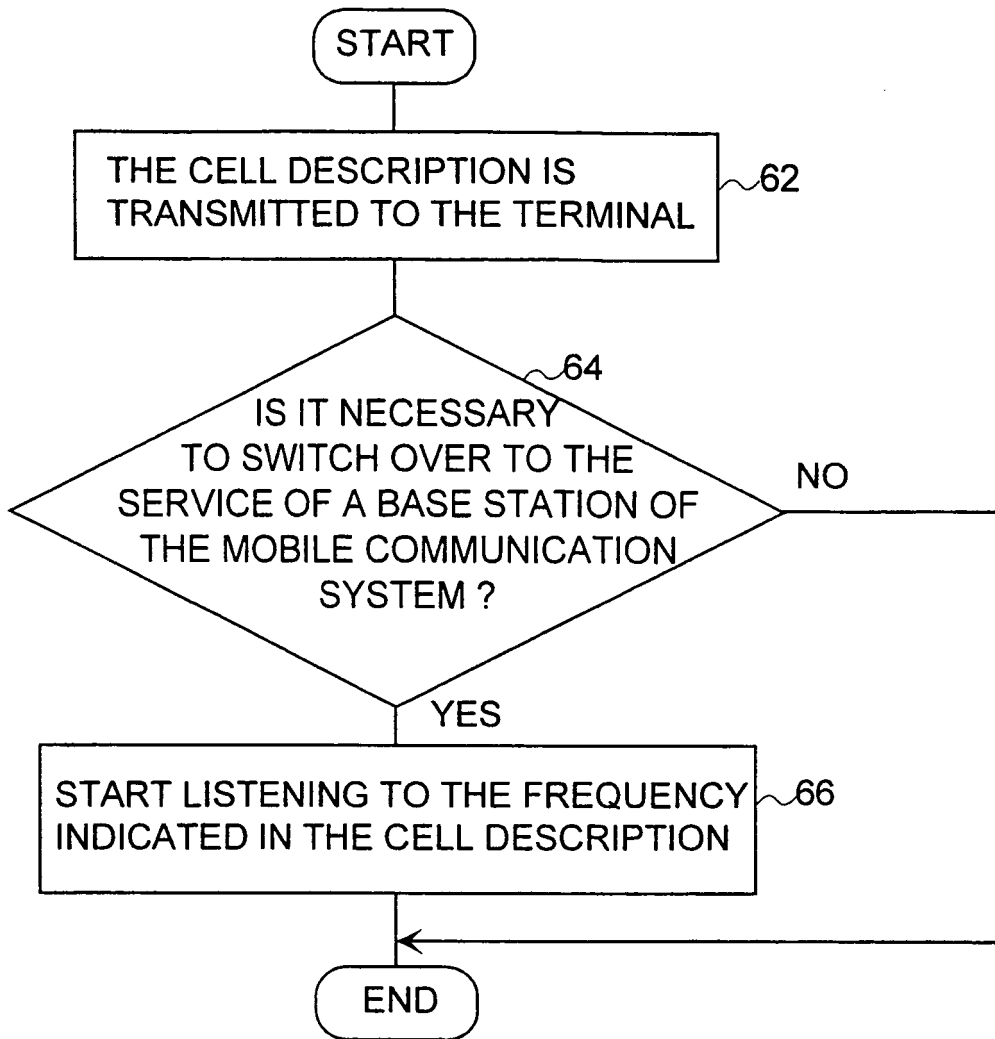 START
THE CELL DESCRIPTION IS
TRANSMITTED TO THE TERMINAL
62
64
IS IT NECESSARY
TO SWITCH OVER TO THE
SERVICE OF A BASE STATION OF
THE MOBILE COMMUNICATION
SYSTEM ?
NO
YES
START LISTENING TO THE FREQUENCY
INDICATED IN THE CELL DESCRIPTION
66
END